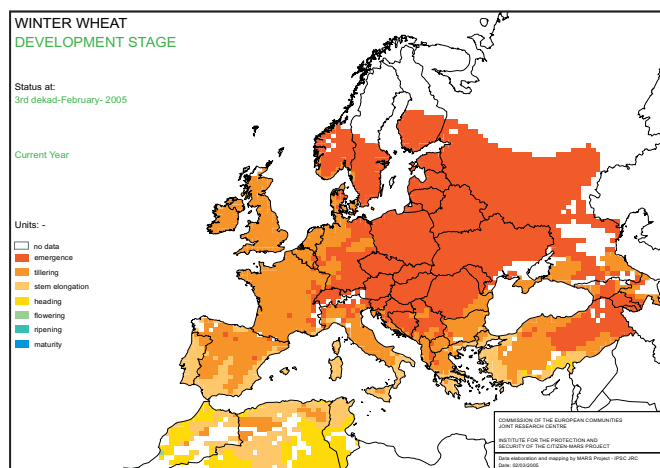 WINTER WHEAT
DEVELOPMENT STAGE
Status at:
3rd dekad-February- 2005
Current Year
Units: -
no data
emergence
tillering
stem elongation
heading
flowering
ripening
maturity
COMMISSION OF THE EUROPEAN COMMUNITIES
JOINT RESEARCH CENTRE
INSTITUTE FOR THE PROTECTION AND
SECURITY OF THE CITIZEN-MARS PROJECT
Data elaboration and mapping by MARS Project - IPSC JRC
Date: 02/03/2005